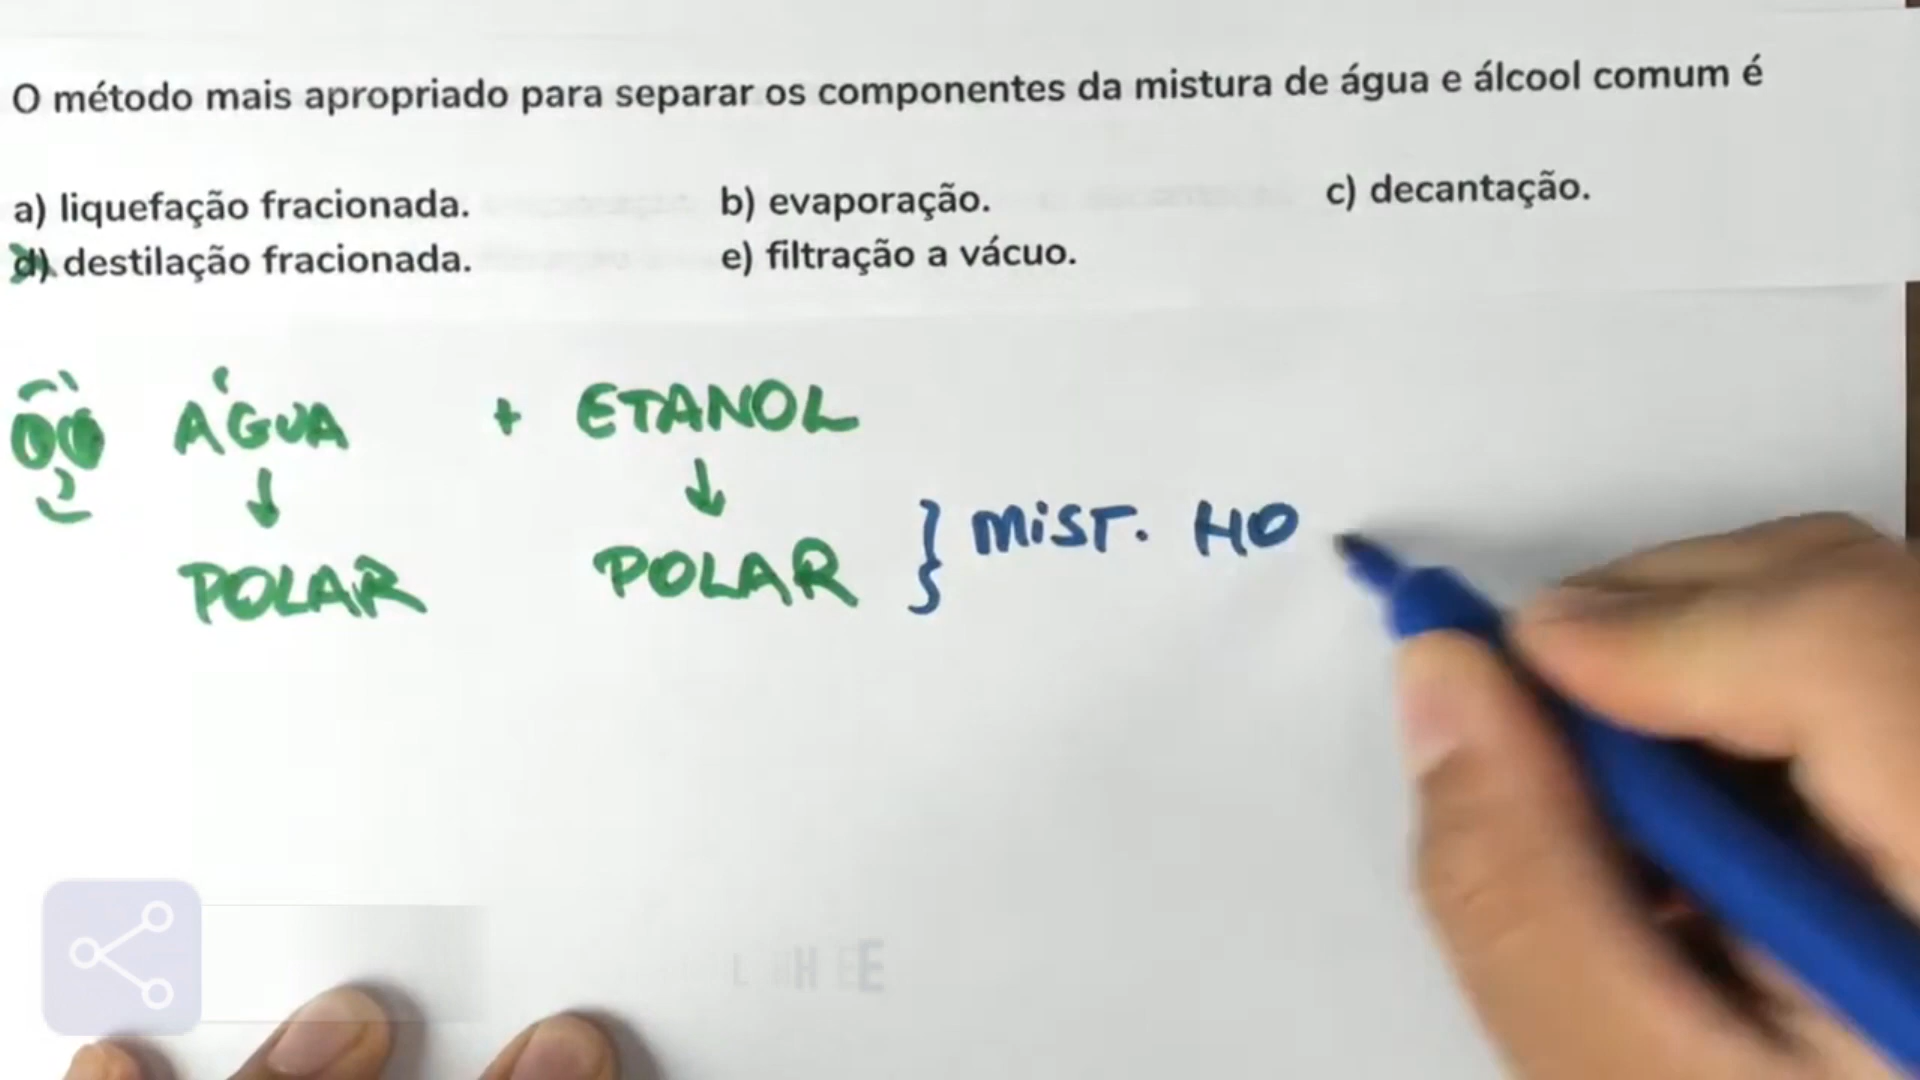 O método mais apropriado para separar os componentes da mistura de água e álcool comum é
a) liquefação fracionada. b) evaporação. c) decantação.
d) destilação fracionada. e) filtração a vácuo.
ÁGUA + ETANOL
POLAR POLAR } MIST. HO